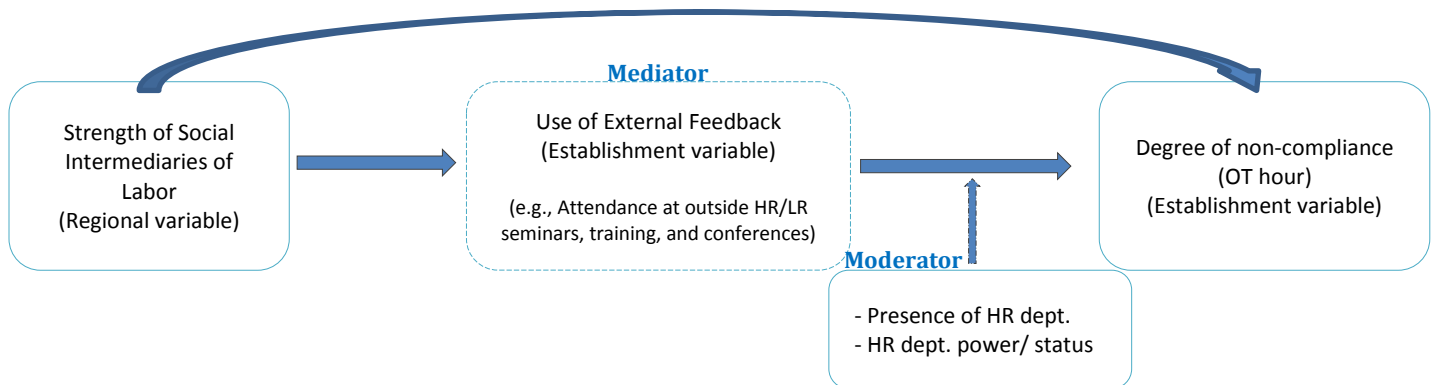 Strength of Social
Intermediaries of
Labor
(Regional variable)
Mediator
Use of External Feedback
(Establishment variable)
(e.g., Attendance at outside HR/LR
seminars, training, and conferences)
Degree of non-compliance
(OT hour)
(Establishment variable)
Moderator
- Presence of HR dept.
- HR dept. power/ status